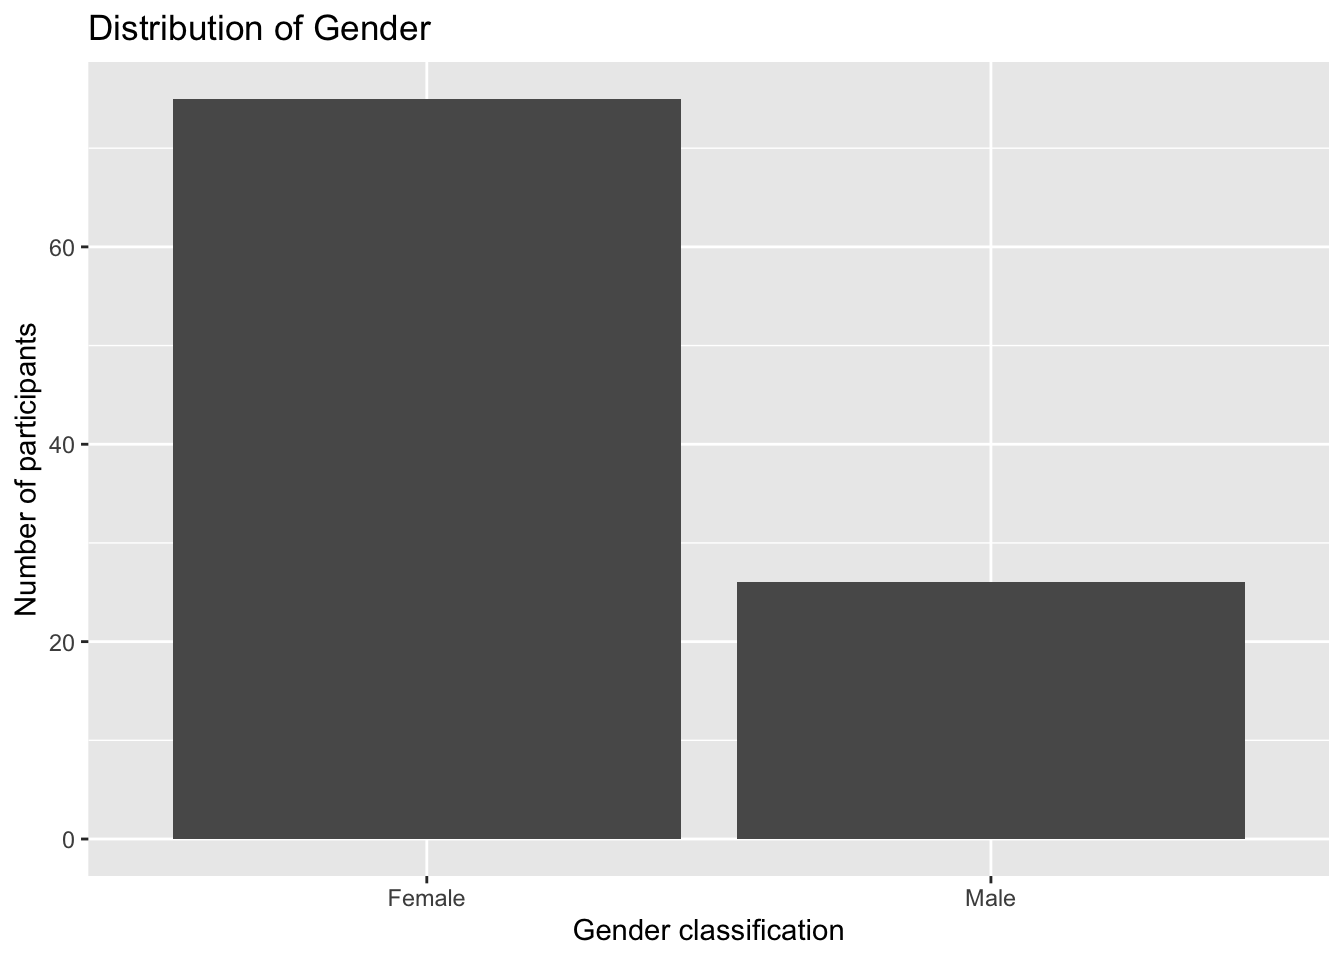 Distribution of Gender
Number of participants
60
40
20
0
Female
Male
Gender classification